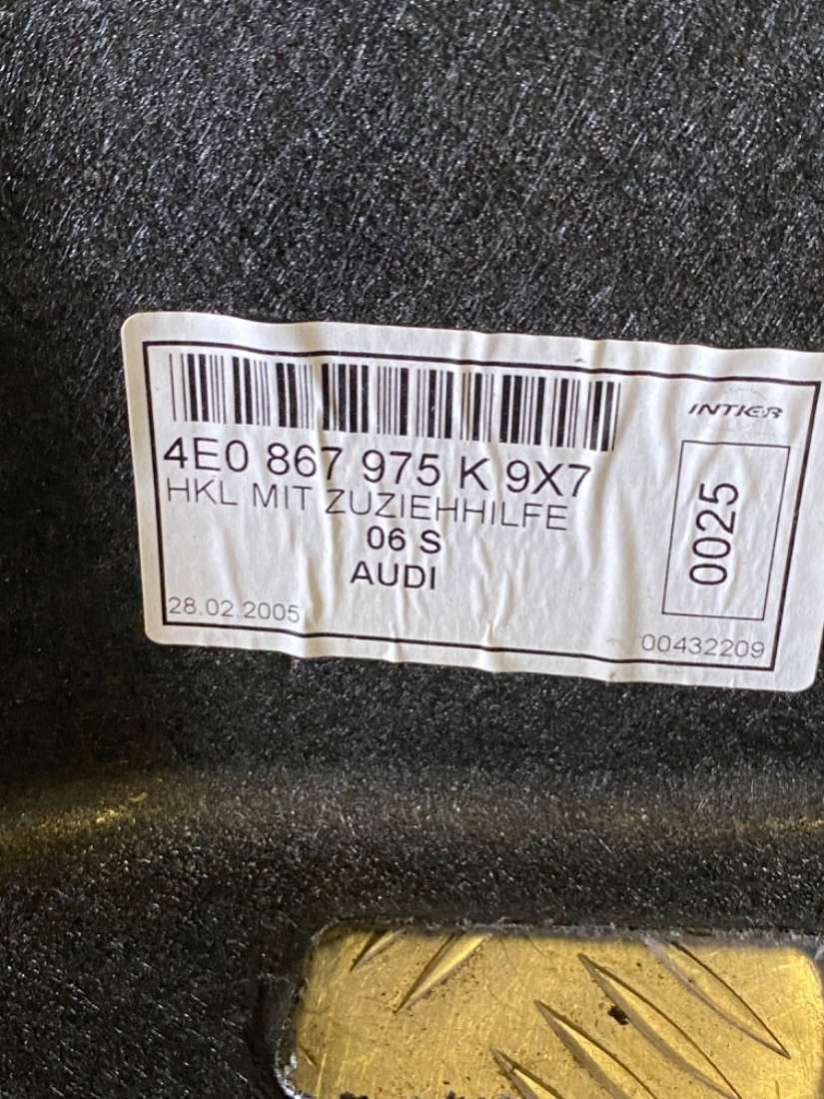 INTIER
4E0 867 975 K 9X7
HKL MIT ZUZIEHHILFE
06 S
AUDI
0025
28.02.2005
00432209